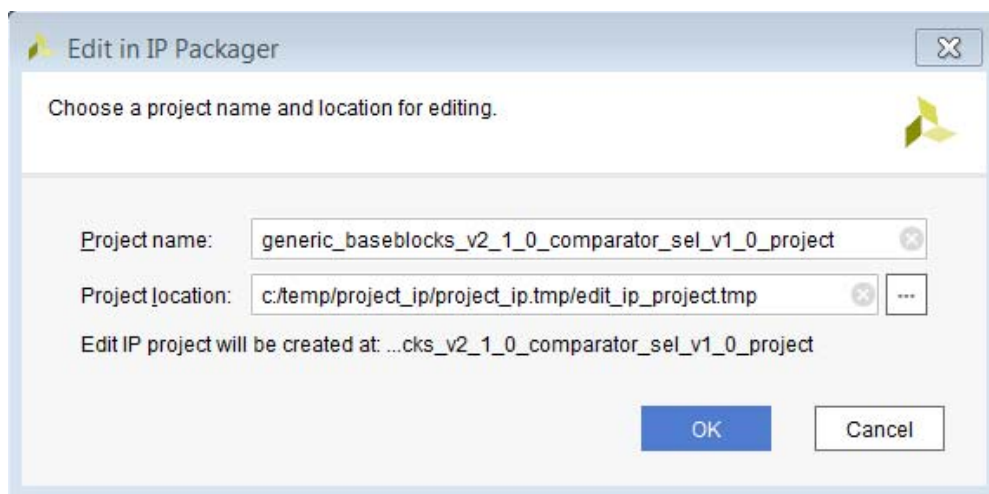 Edit in IP Packager
Choose a project name and location for editing.
Project name: generic_baseblocks_v2_1_0_comparator_sel_v1_0_project
Project location: c:/temp/project_ip/project_ip.tmp/edit_ip_project.tmp ...
Edit IP project will be created at: ...cks_v2_1_0_comparator_sel_v1_0_project
OK Cancel